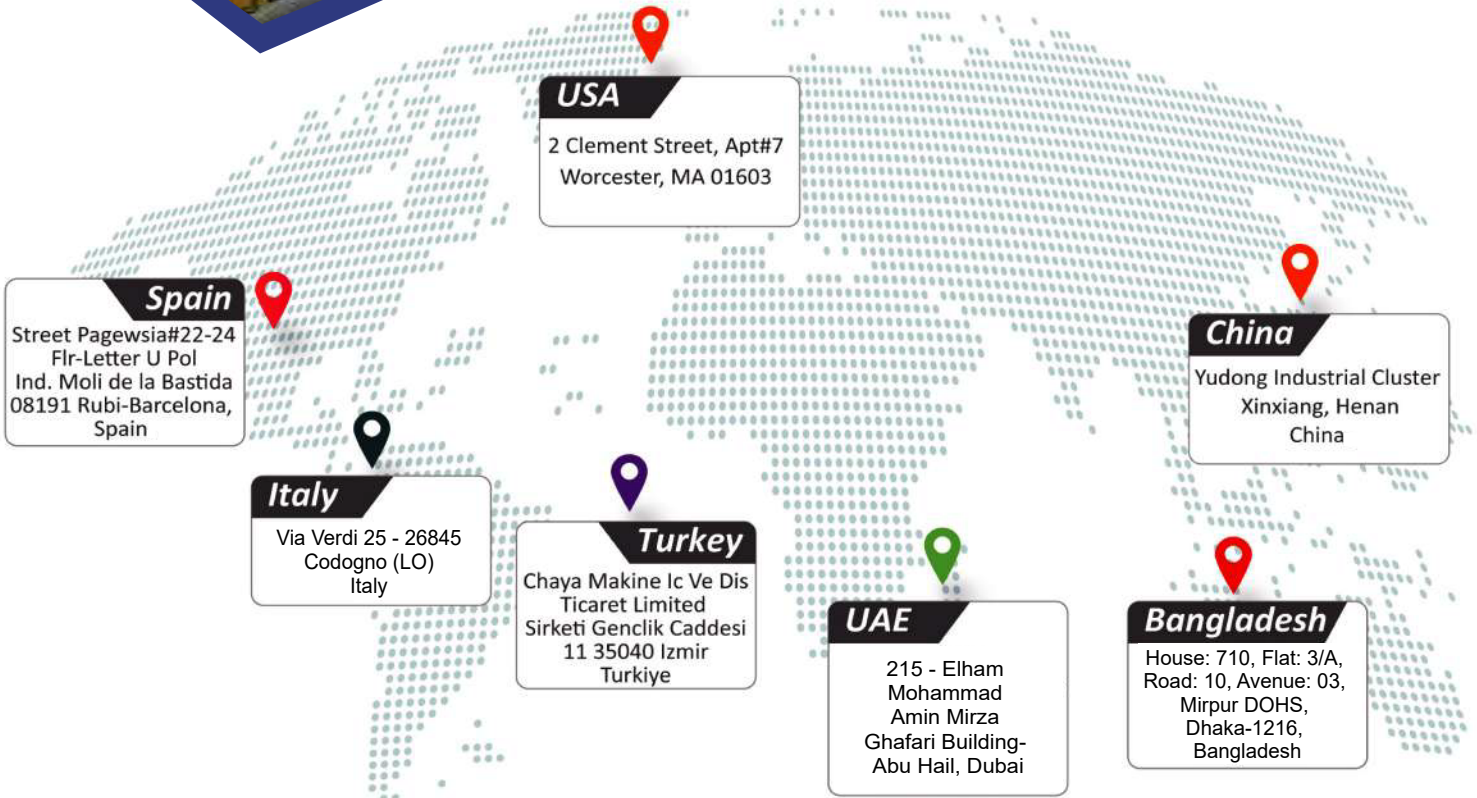 USA
2 Clement Street, Apt#7
Worcester, MA 01603
Spain
Street Pagewsia#22-24
Flr-Letter U Pol
Ind. Moli de la Bastida
08191 Rubi-Barcelona,
Spain
China
Yudong Industrial Cluster
Xinxiang, Henan
China
Italy
Via Verdi 25 - 26845
Codogno (LO)
Italy
Turkey
Chaya Makine Ic Ve Dis
Ticaret Limited
Sirketi Genclik Caddesi
11 35040 Izmir
Turkiye
UAE
215 - Elham
Mohammad
Amin Mirza
Ghafari Building-
Abu Hail, Dubai
Bangladesh
House: 710, Flat: 3/A,
Road: 10, Avenue: 03,
Mirpur DOHS,
Dhaka-1216,
Bangladesh